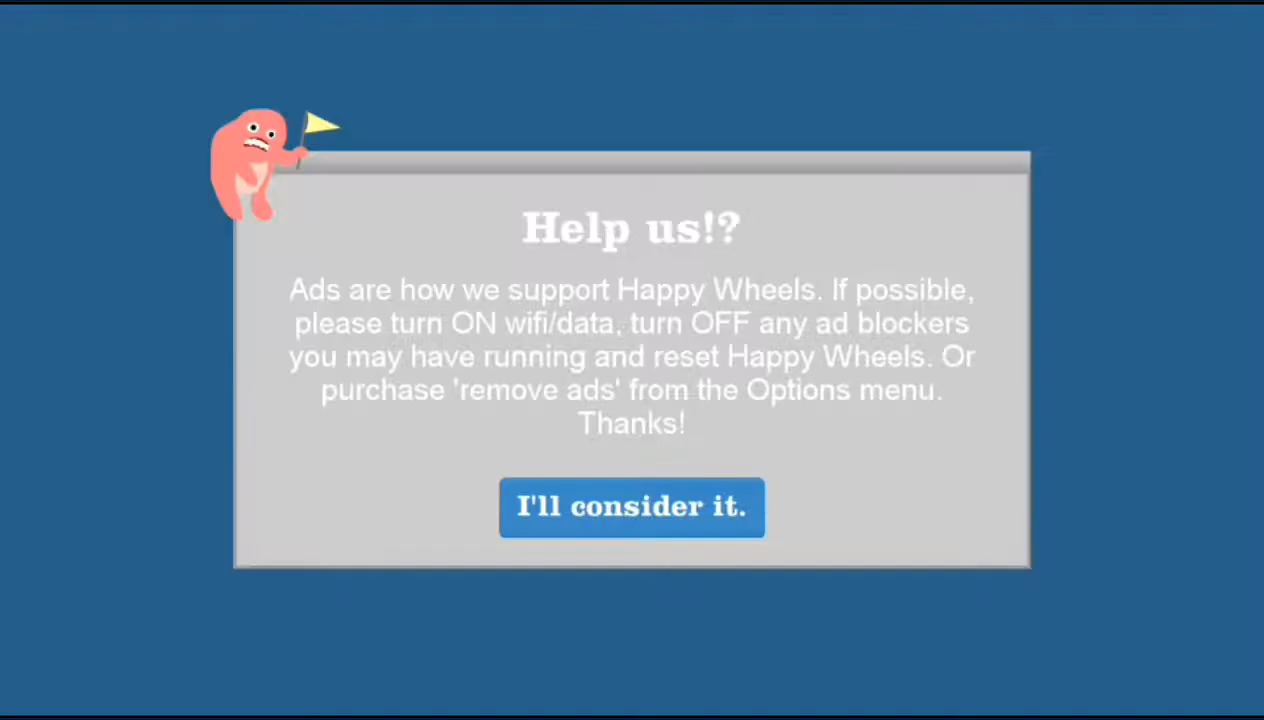 Help us!?
Ads are how we support Happy Wheels. If possible,
please turn ON wifi/data, turn OFF any ad blockers
you may have running and reset Happy Wheels. Or
purchase 'remove ads' from the Options menu.
Thanks!
I'll consider it.